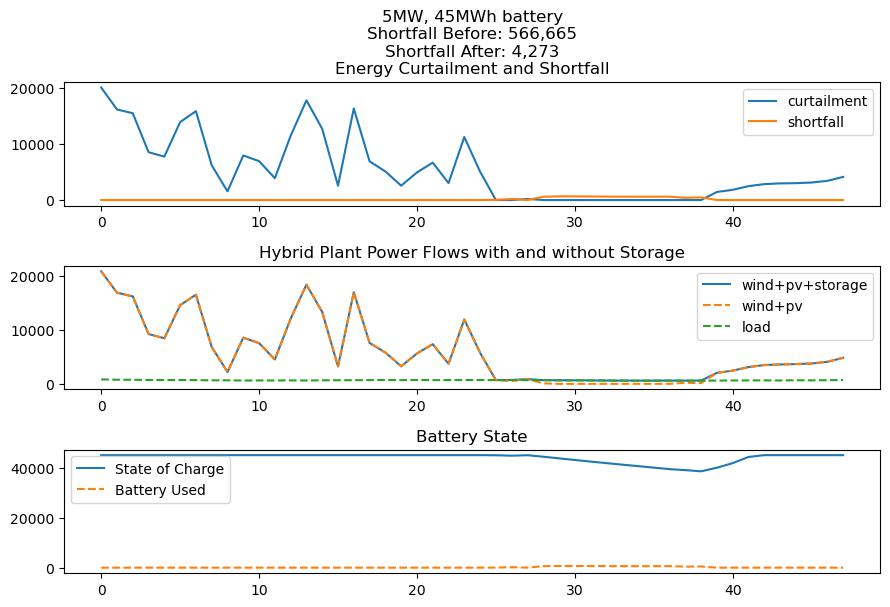 5MW, 45MWh battery
Shortfall Before: 566,665
Shortfall After: 4,273
Energy Curtailment and Shortfall
20000
10000
0
curtailment
shortfall
0 10 20 30 40
Hybrid Plant Power Flows with and without Storage
20000
10000
0
wind+pv+storage
wind+pv
load
0 10 20 30 40
Battery State
40000
20000
0
State of Charge
Battery Used
0 10 20 30 40